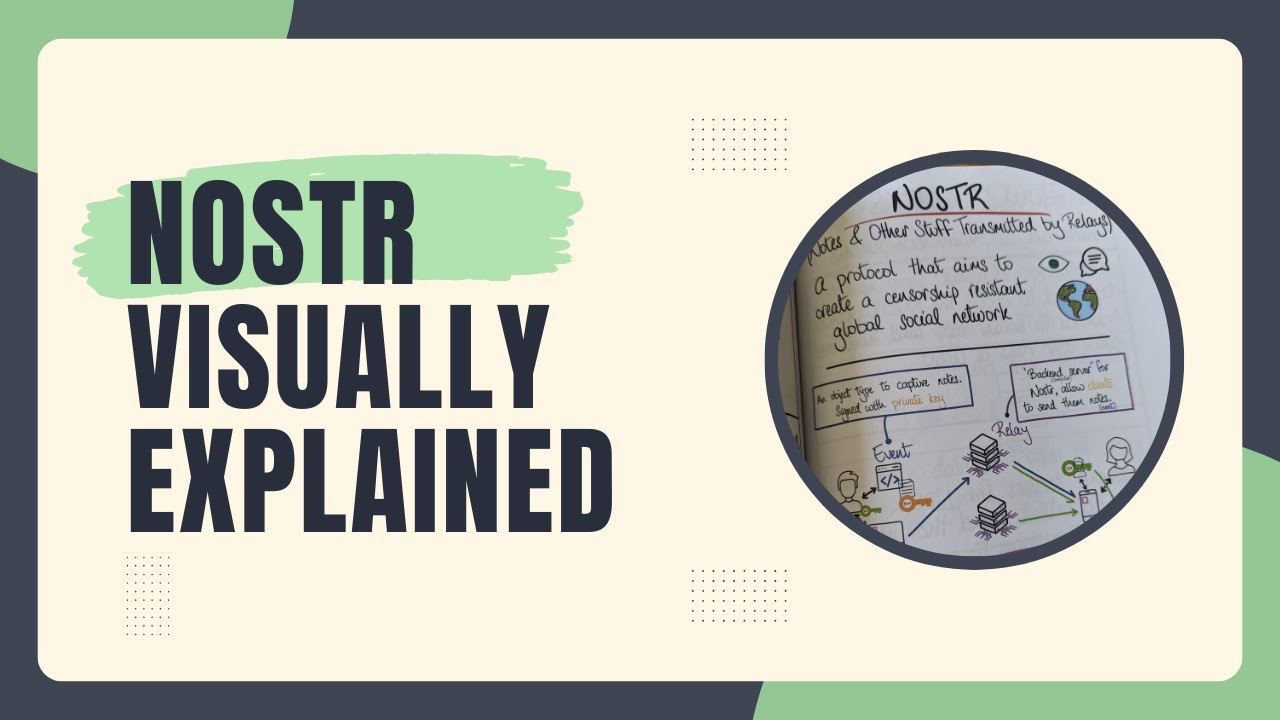 NOSTR
VISUALLY
EXPLAINED
NOSTR
(Notes & Other Stuff Transmitted by Relays)
a protocol that aims to
create a censorship resistant
global social network
An object type to captive notes.
Signed with private key
'Backend server' for
Nostr, allow clients
to send them notes.
Event
Relay
</>